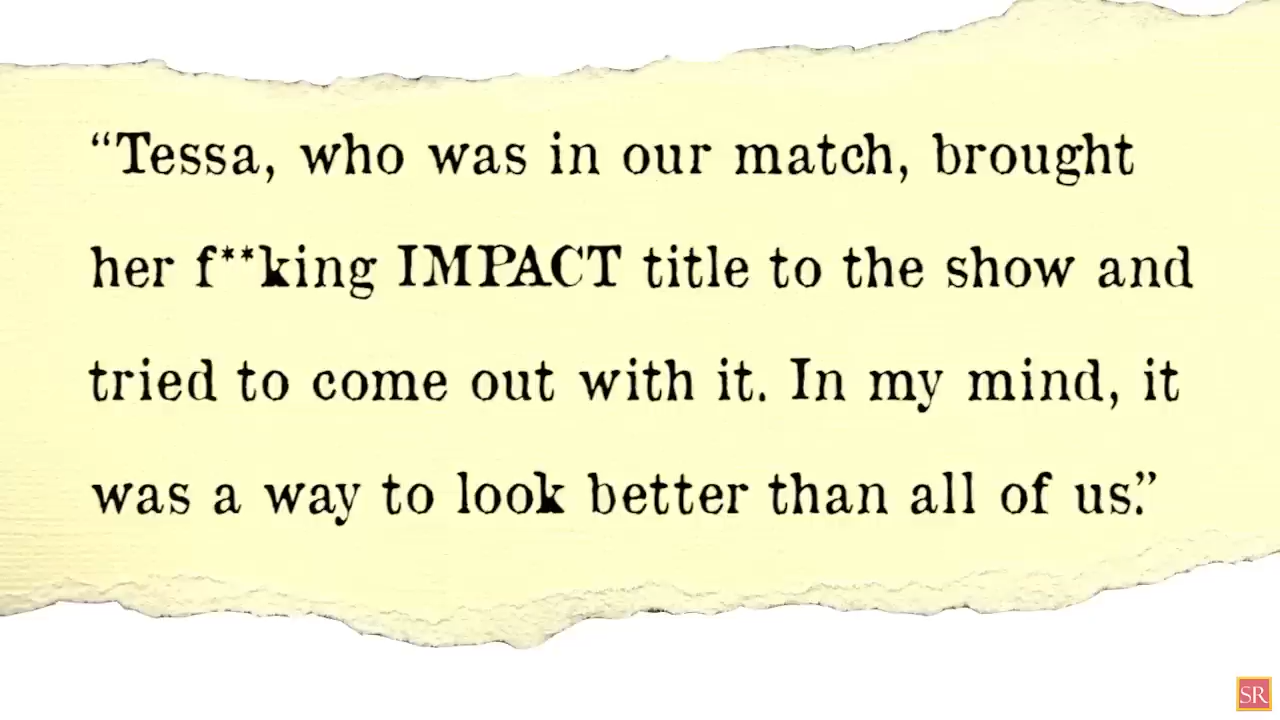 “Tessa, who was in our match, brought
her f**king IMPACT title to the show and
tried to come out with it. In my mind, it
was a way to look better than all of us.”
SR